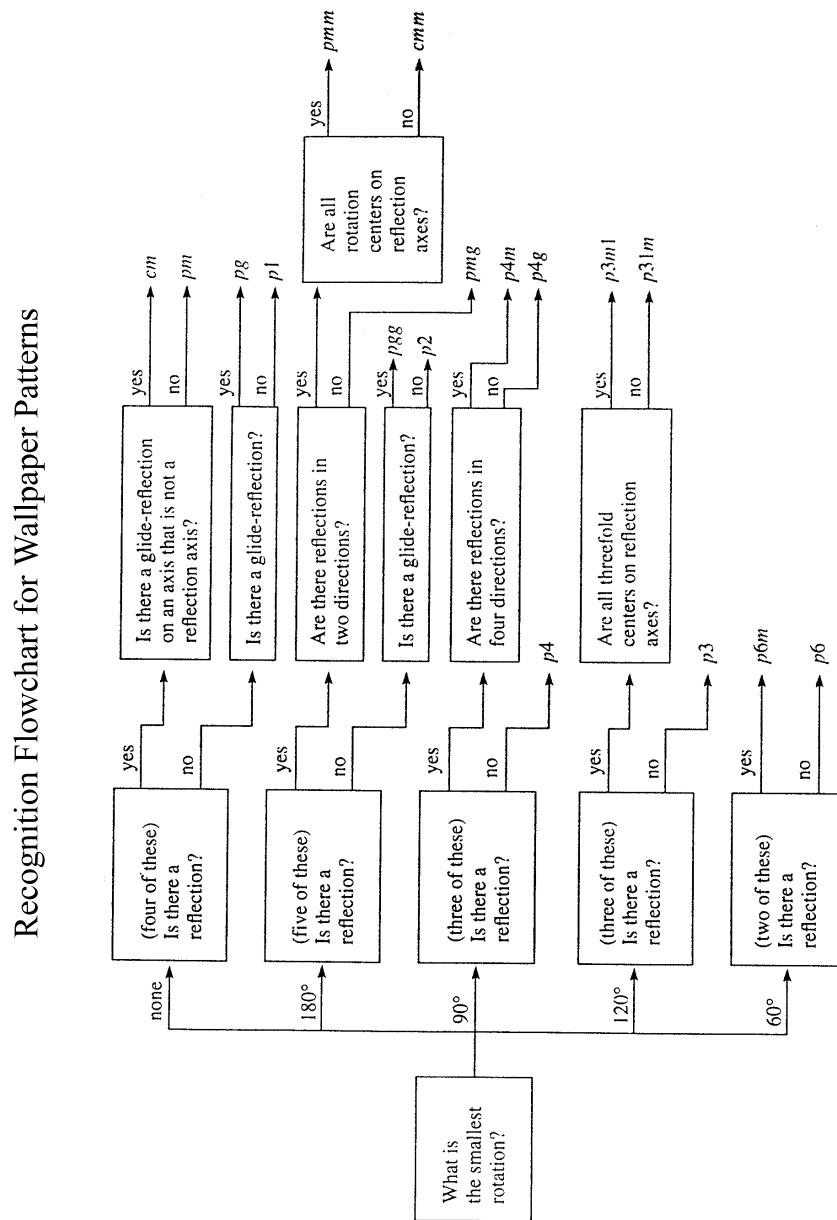 Recognition Flowchart for Wallpaper Patterns
What is
the smallest
rotation?
none
(four of these)
Is there a
reflection?
yes
Is there a glide-reflection
on an axis that is not a
reflection axis?
yes
cm
no
pm
no
Is there a glide-reflection?
yes
pg
no
p1
180°
(five of these)
Is there a
reflection?
yes
Are there reflections in
two directions?
yes
Are all
rotation
centers on
reflection
axes?
yes
pmm
no
cmm
no
pmg
no
Is there a glide-reflection?
yes
pgg
no
p2
90°
(three of these)
Is there a
reflection?
yes
Are there reflections in
four directions?
yes
p4m
no
p4g
no
p4
120°
(three of these)
Is there a
reflection?
yes
Are all threefold
centers on reflection
axes?
yes
p3m1
no
p31m
no
p3
60°
(two of these)
Is there a
reflection?
yes
p6m
no
p6